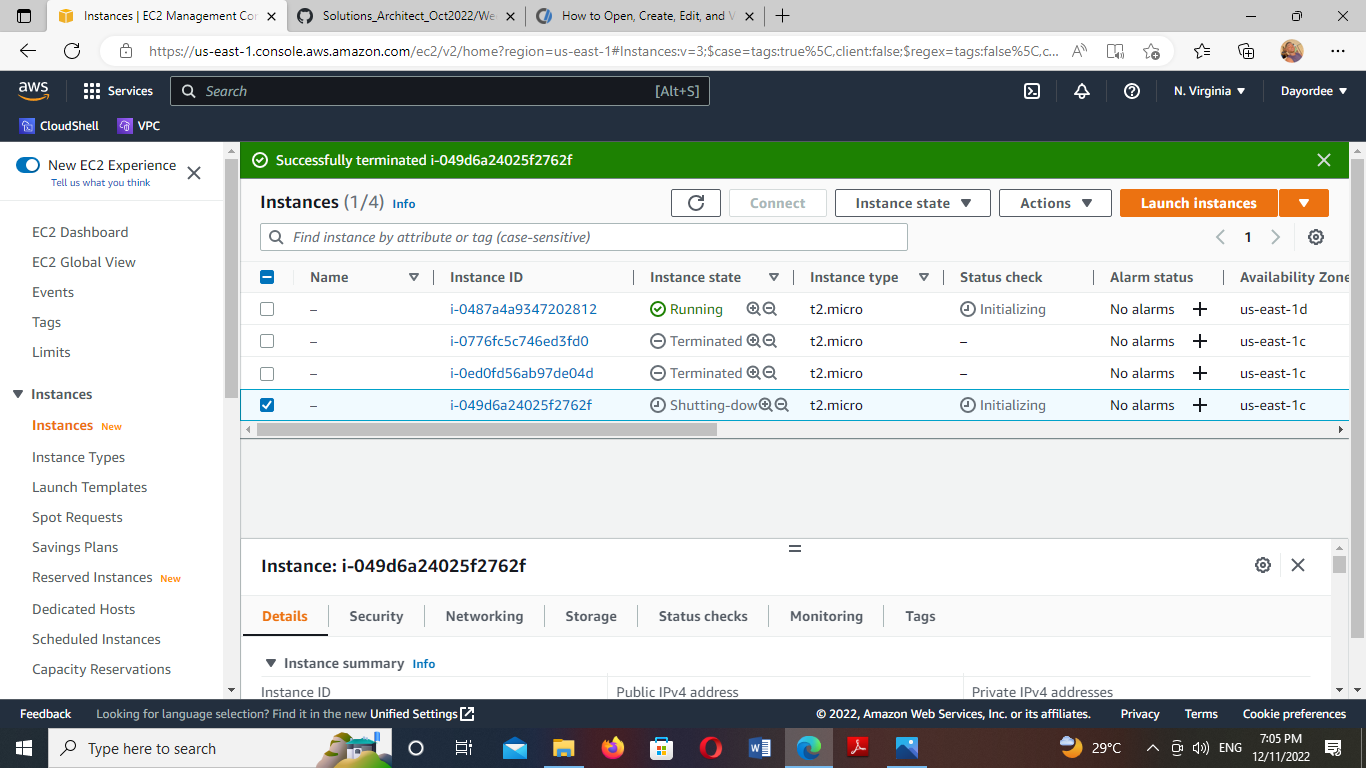 Instances | EC2 Management Con
Solutions_Architect_Oct2022/We
How to Open, Create, Edit, and V
https://us-east-1.console.aws.amazon.com/ec2/v2/home?region=us-east-1#Instances:v=3;$case=tags:true%5C,client:false;$regex=tags:false%5C,c...
aws
Services
Search
[Alt+S]
N. Virginia
Dayordee
CloudShell
VPC
New EC2 Experience
Tell us what you think
EC2 Dashboard
EC2 Global View
Events
Tags
Limits
Instances
Instances New
Instance Types
Launch Templates
Spot Requests
Savings Plans
Reserved Instances New
Dedicated Hosts
Scheduled Instances
Capacity Reservations
Successfully terminated i-049d6a24025f2762f
Instances (1/4) Info
Connect
Instance state
Actions
Launch instances
Find instance by attribute or tag (case-sensitive)
1
Name Instance ID Instance state Instance type Status check Alarm status Availability Zone
– i-0487a4a9347202812 Running t2.micro Initializing No alarms us-east-1d
– i-0776fc5c746ed3fd0 Terminated t2.micro – No alarms us-east-1c
– i-0ed0fd56ab97de04d Terminated t2.micro – No alarms us-east-1c
– i-049d6a24025f2762f Shutting-dow t2.micro Initializing No alarms us-east-1c
Instance: i-049d6a24025f2762f
Details Security Networking Storage Status checks Monitoring Tags
Instance summary Info
Instance ID Public IPv4 address Private IPv4 addresses
Feedback Looking for language selection? Find it in the new Unified Settings © 2022, Amazon Web Services, Inc. or its affiliates. Privacy Terms Cookie preferences
Type here to search
29°C
ENG
7:05 PM
12/11/2022